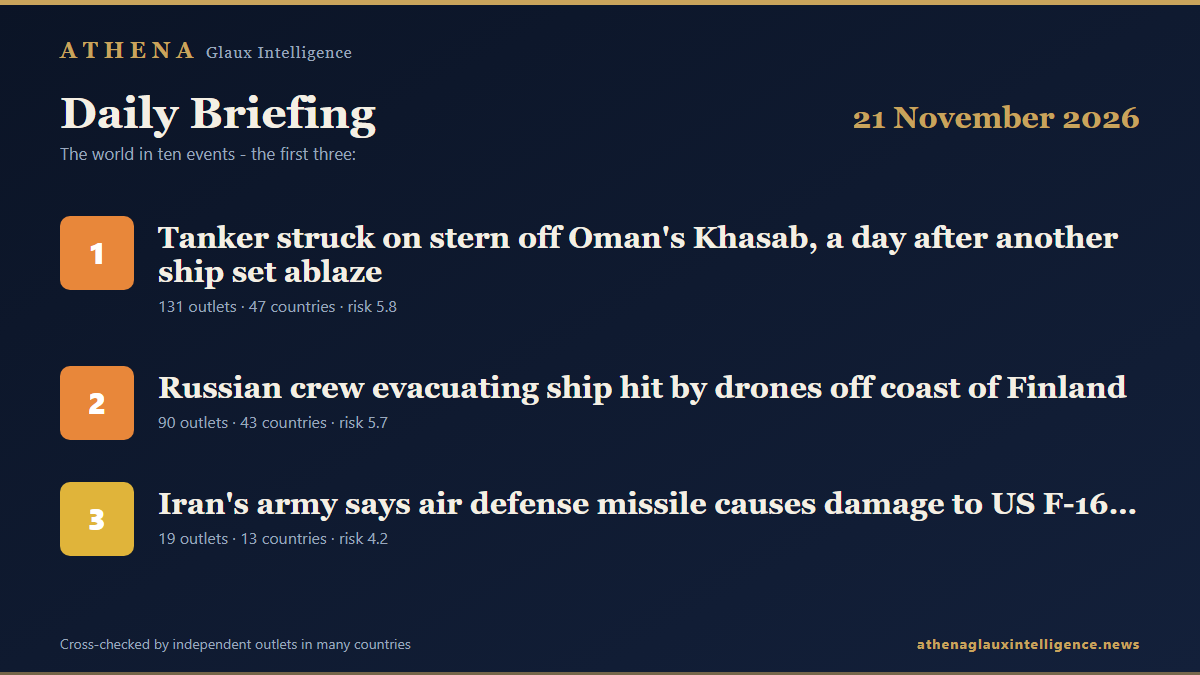 ATHENA Glaux Intelligence
Daily Briefing
21 November 2026
The world in ten events - the first three:
1
Tanker struck on stern off Oman's Khasab, a day after another
ship set ablaze
131 outlets · 47 countries · risk 5.8
2
Russian crew evacuating ship hit by drones off coast of Finland
90 outlets · 43 countries · risk 5.7
3
Iran's army says air defense missile causes damage to US F-16...
19 outlets · 13 countries · risk 4.2
Cross-checked by independent outlets in many countries
athenaglauxintelligence.news